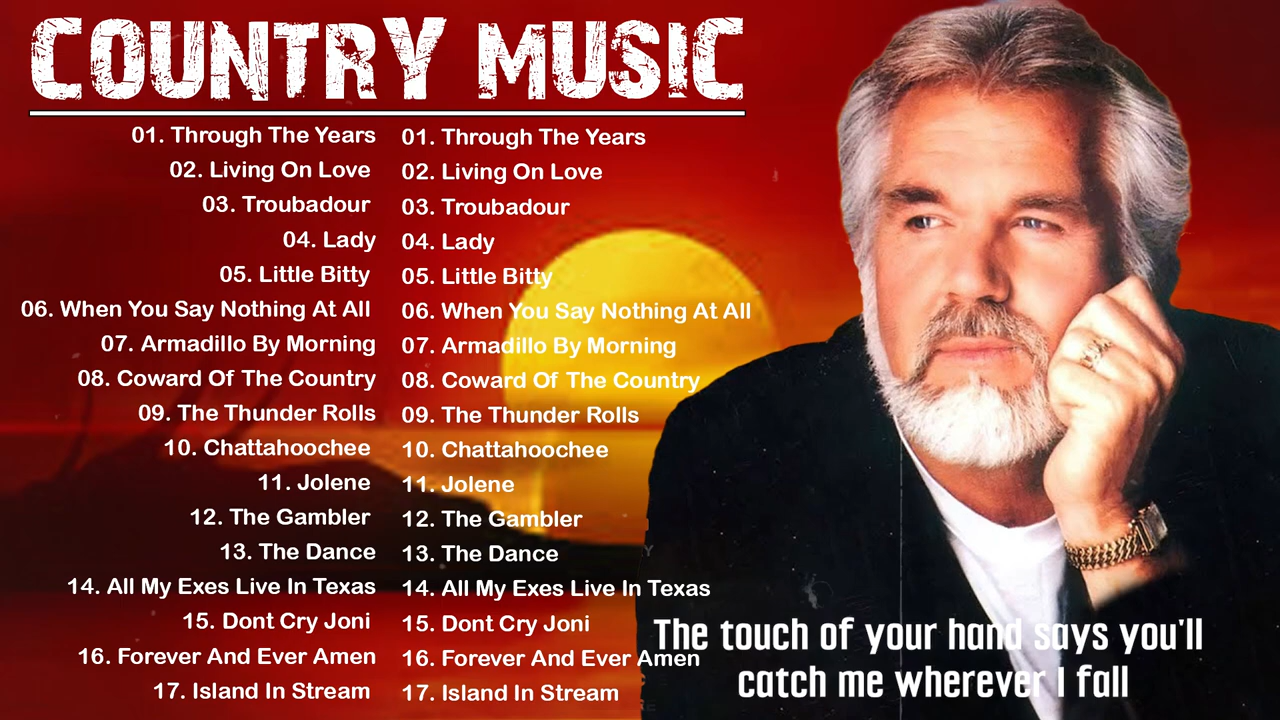 COUNTRY MUSIC
01. Through The Years
02. Living On Love
03. Troubadour
04. Lady
05. Little Bitty
06. When You Say Nothing At All
07. Armadillo By Morning
08. Coward Of The Country
09. The Thunder Rolls
10. Chattahoochee
11. Jolene
12. The Gambler
13. The Dance
14. All My Exes Live In Texas
15. Dont Cry Joni
16. Forever And Ever Amen
17. Island In Stream
01. Through The Years
02. Living On Love
03. Troubadour
04. Lady
05. Little Bitty
06. When You Say Nothing At All
07. Armadillo By Morning
08. Coward Of The Country
09. The Thunder Rolls
10. Chattahoochee
11. Jolene
12. The Gambler
13. The Dance
14. All My Exes Live In Texas
15. Dont Cry Joni
16. Forever And Ever Amen
17. Island In Stream
The touch of your hand says you'll
catch me wherever I fall